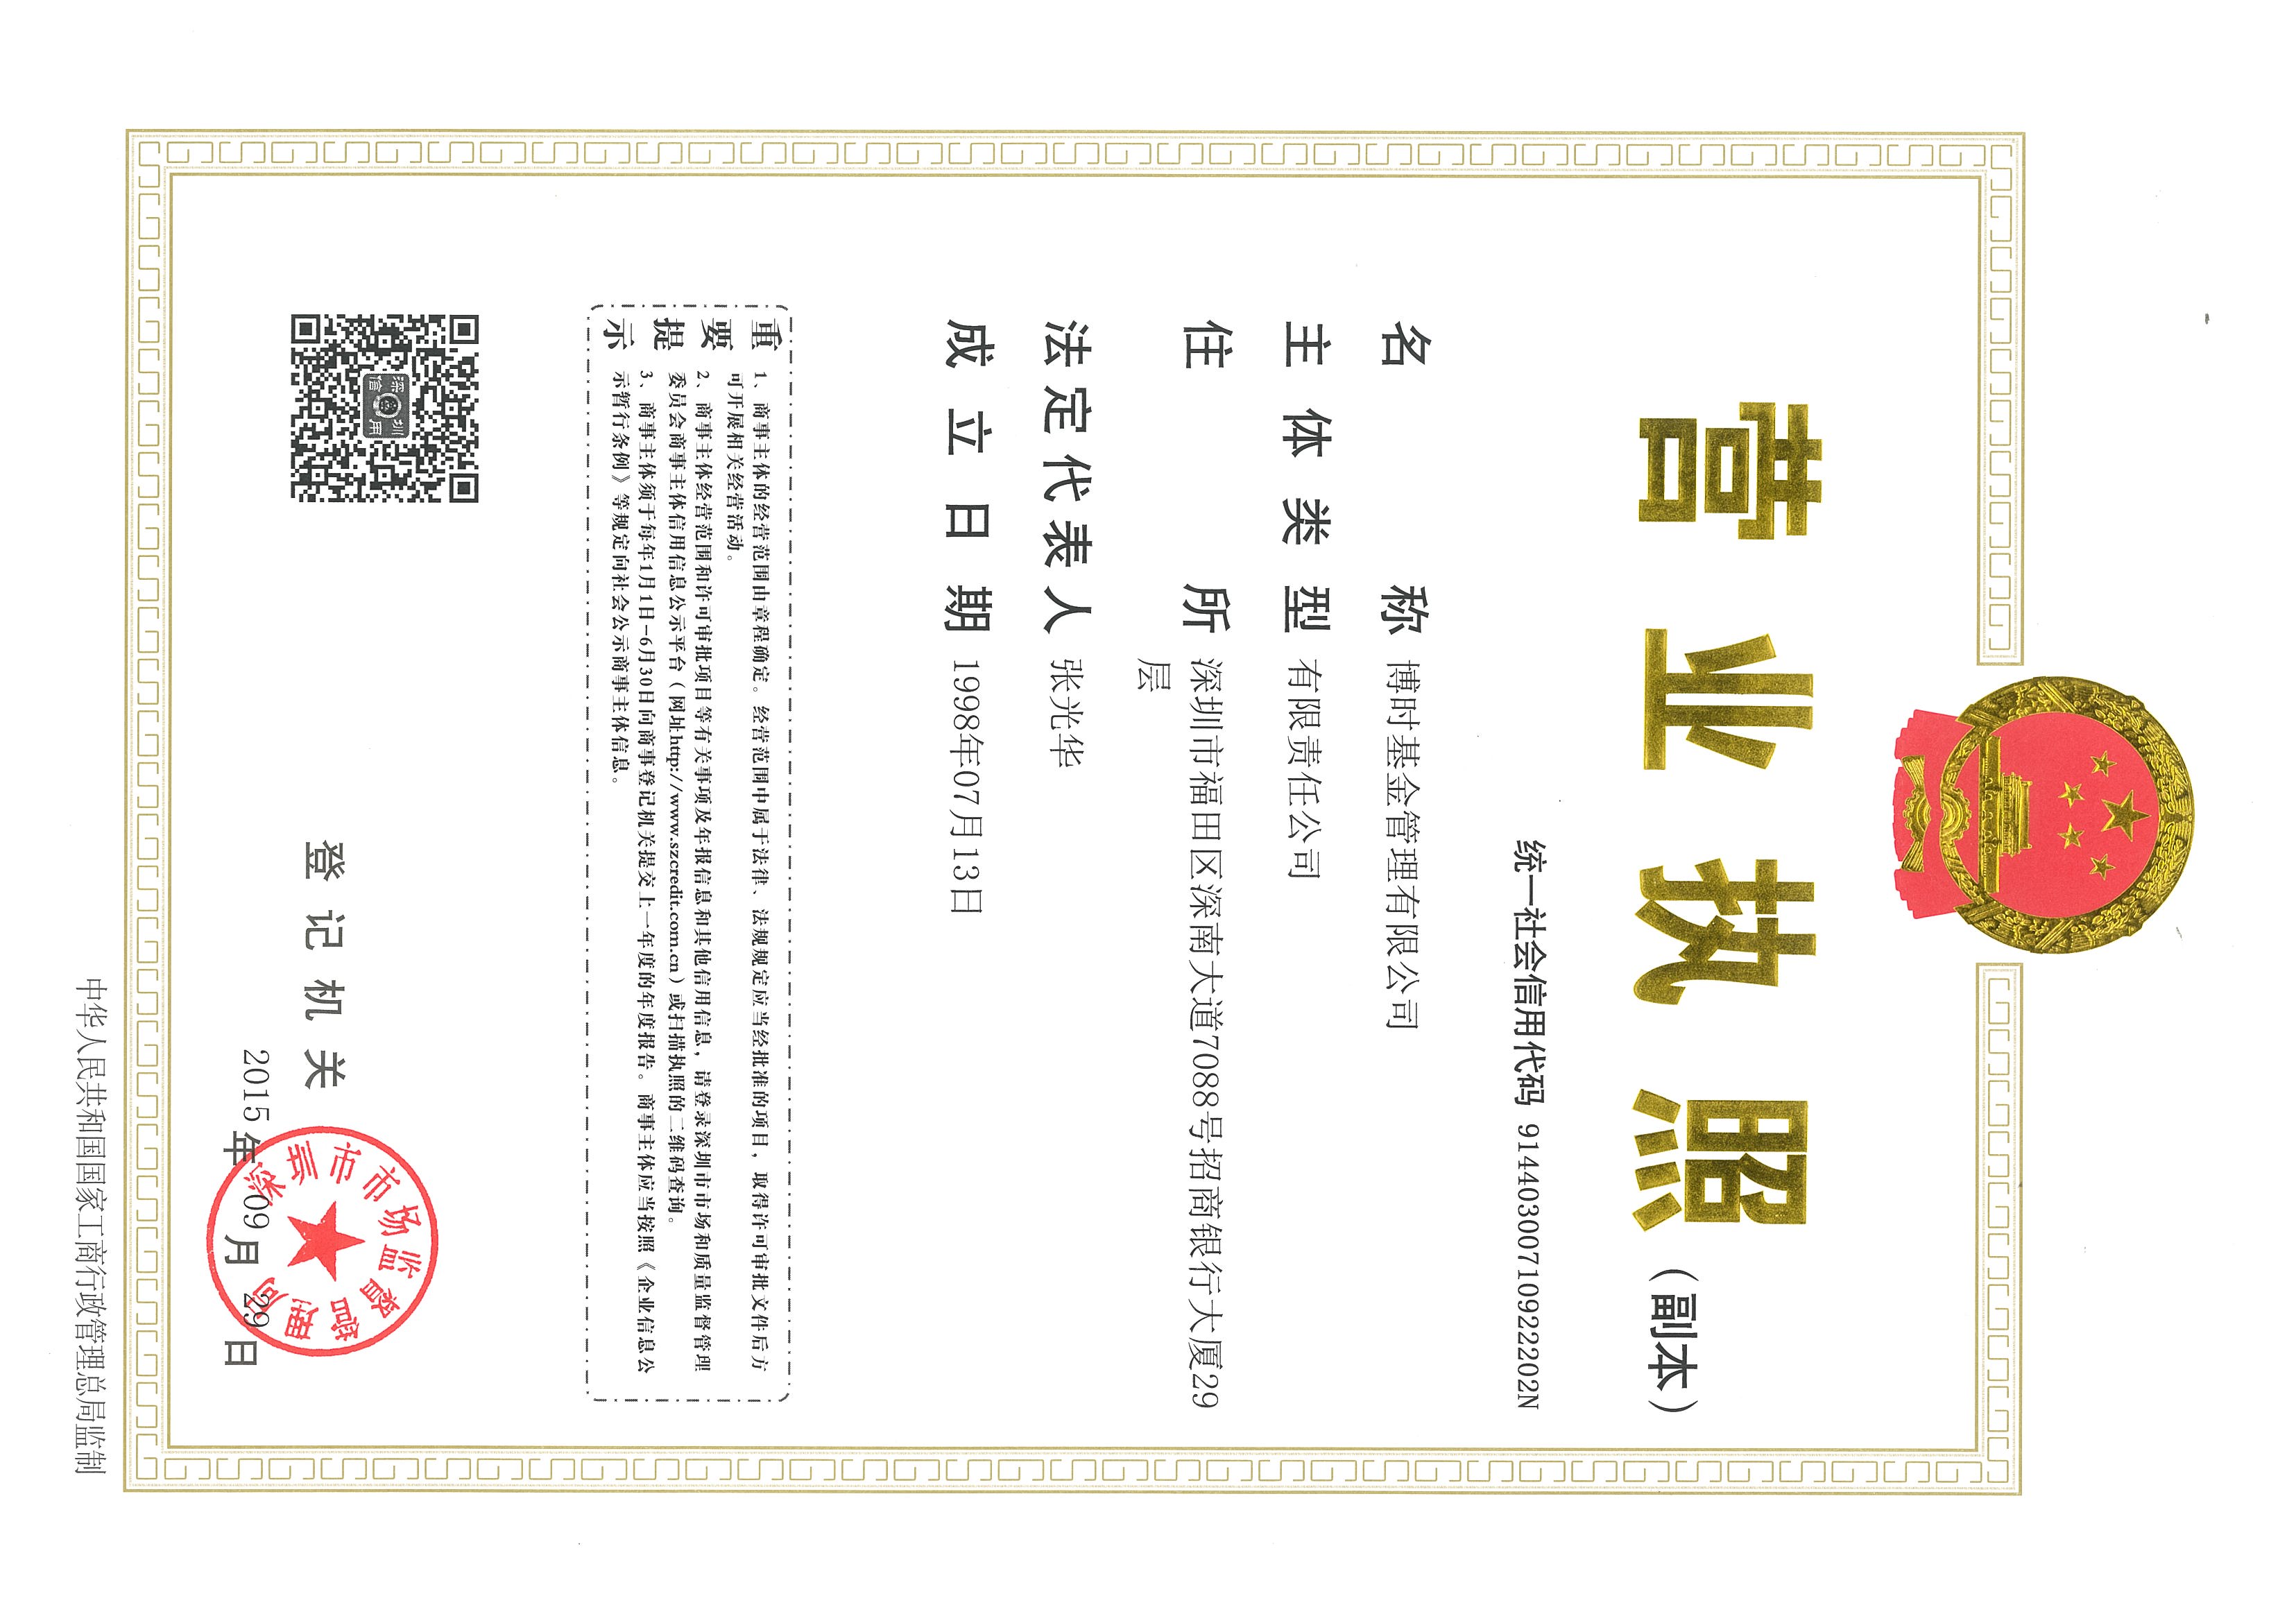 营业执照
（副本）
统一社会信用代码 91440300710922202N
名称 博时基金管理有限公司
主体类型 有限责任公司
住所 深圳市福田区深南大道7088号招商银行大厦29
层
法定代表人 张光华
成立日期 1998年07月13日
重要提示
1、商事主体的经营范围由章程确定。经营范围中属于法律、法规规定应当经批准的项目，取得许可审批文件后方
可开展相关经营活动。
2、商事主体经营范围和许可审批项目等有关事项及年报信息和其他信用信息，请登录深圳市市场和质量监督管理
委员会商事主体信用信息公示平台（网址http://www.szcredit.com.cn）或扫描执照的二维码查询。
3、商事主体须于每年1月1日-6月30日向商事登记机关提交上一年度的年度报告。商事主体应当按照《企业信息公
示暂行条例》等规定向社会公示商事主体信息。
深圳
信用
登记机关
深圳市市场监督管理局
2015年09月29日
中华人民共和国国家工商行政管理总局监制